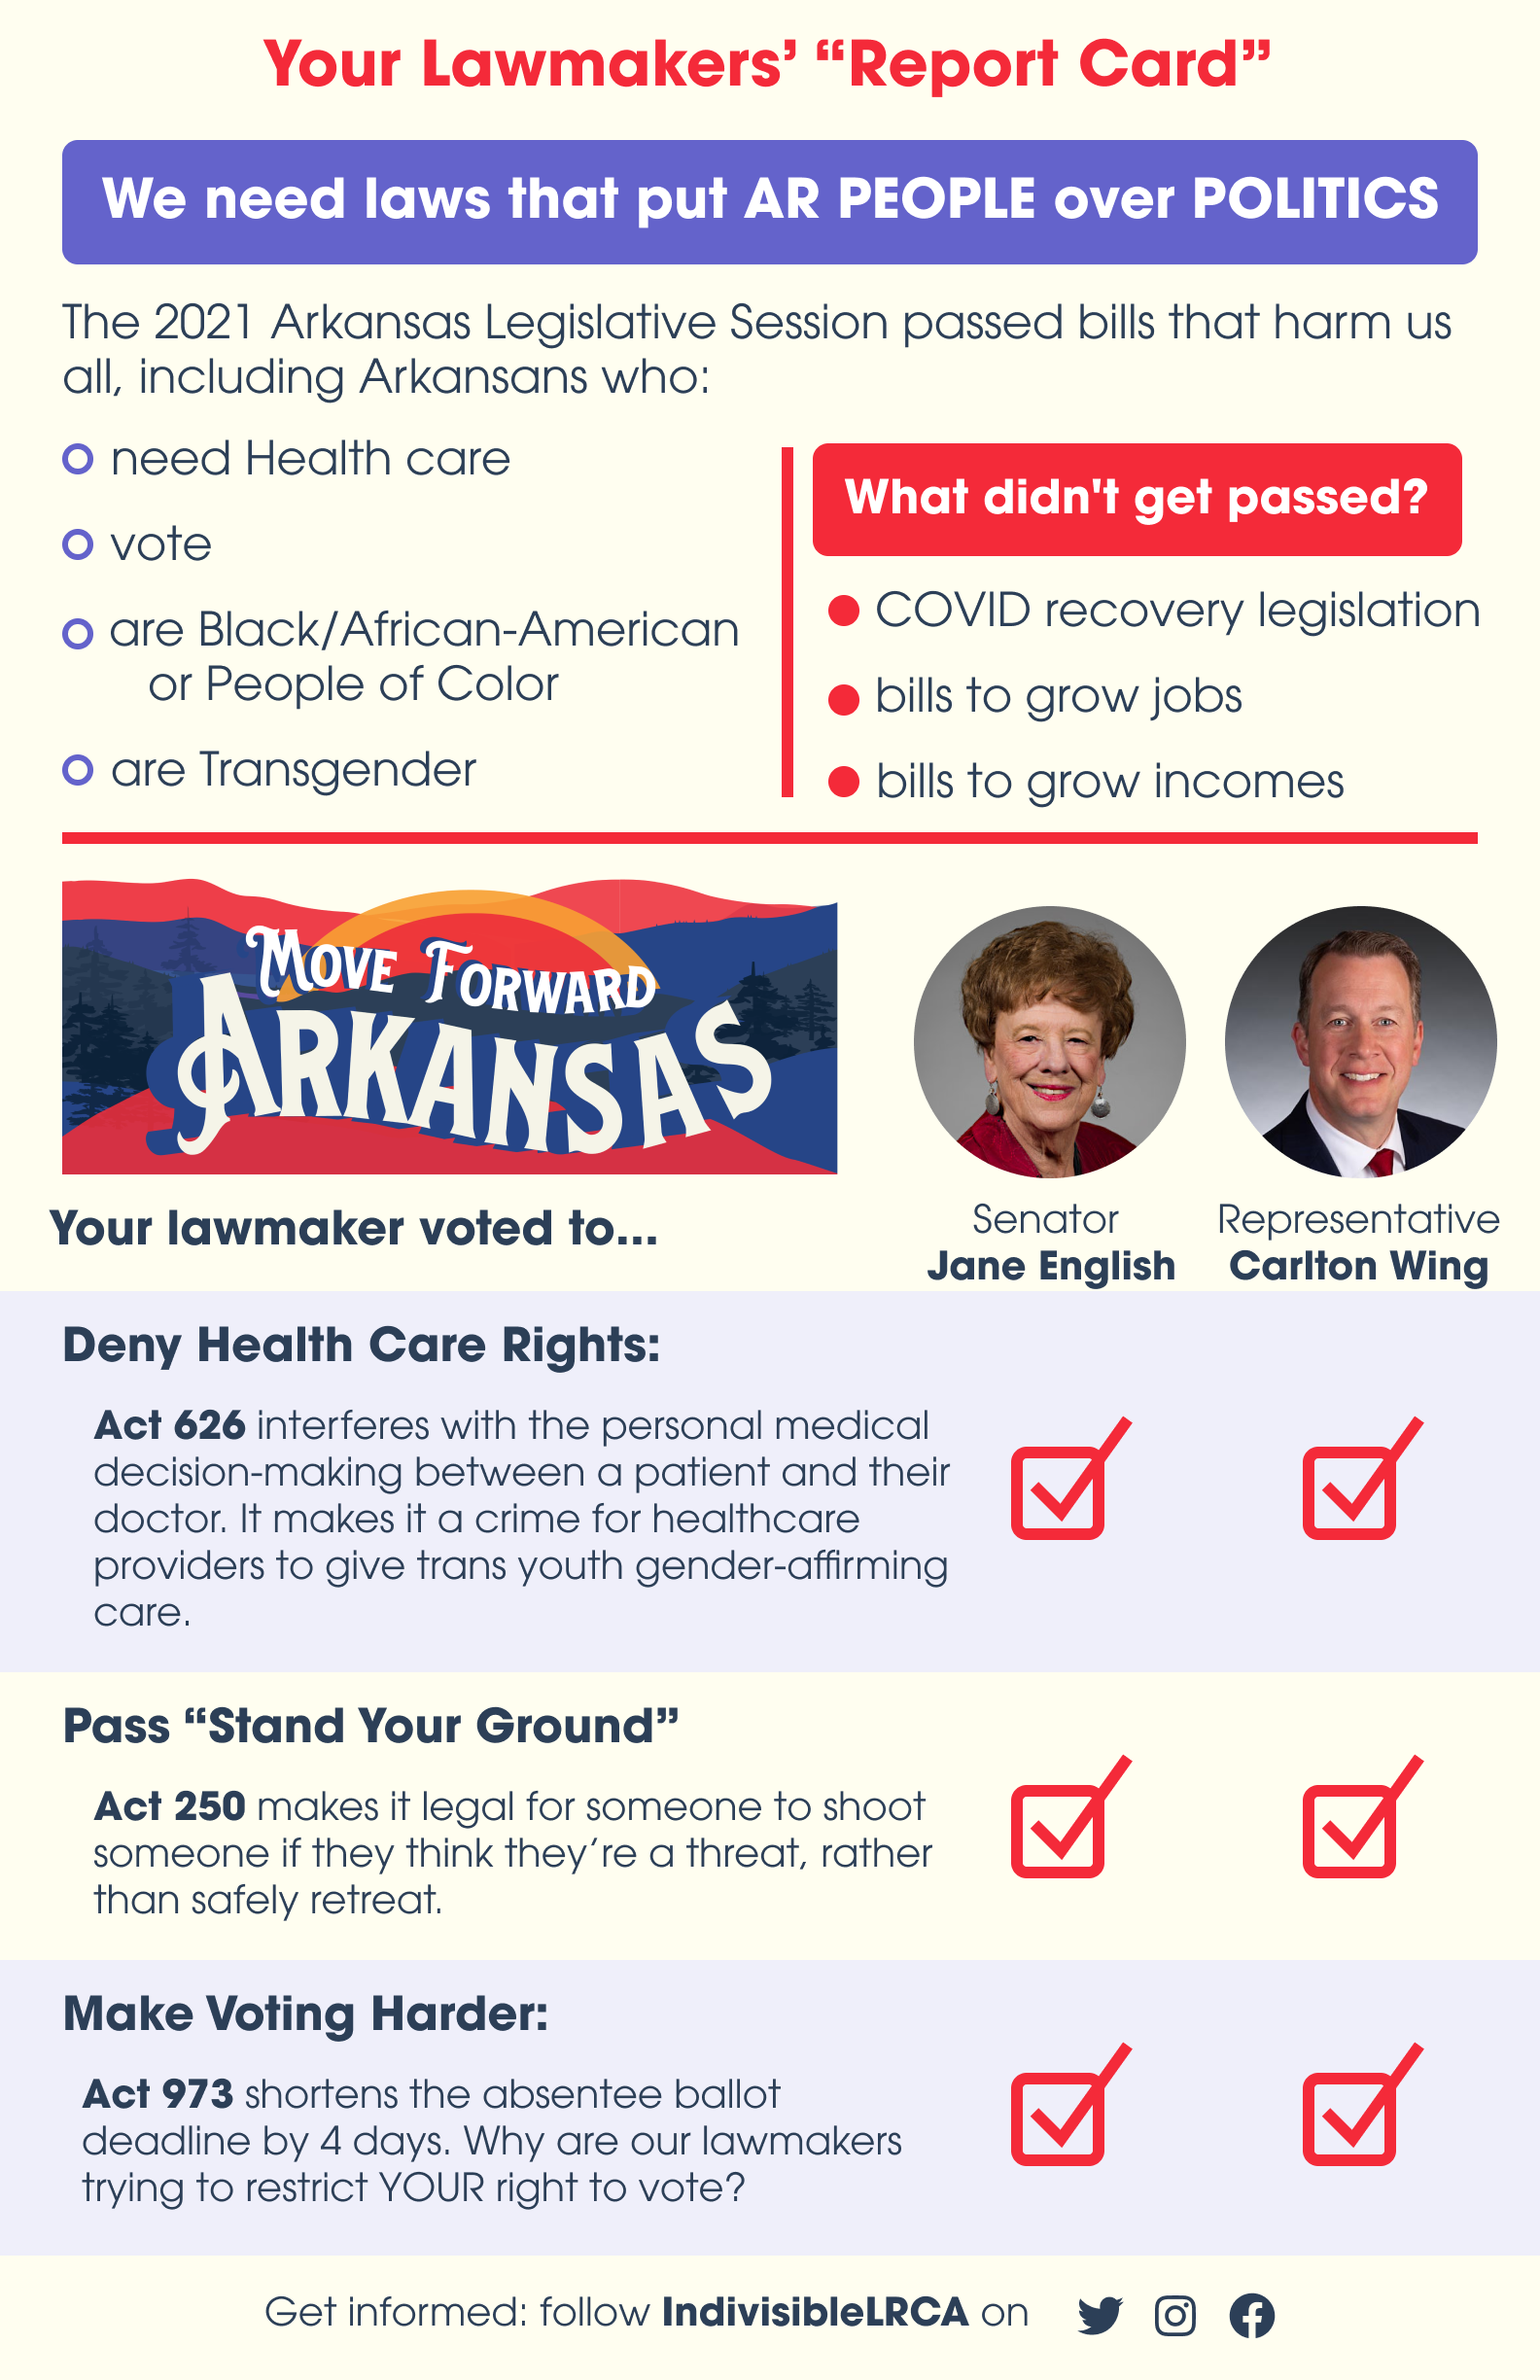 Your Lawmakers’ “Report Card”
We need laws that put AR PEOPLE over POLITICS
The 2021 Arkansas Legislative Session passed bills that harm us
all, including Arkansans who:
need Health care
vote
are Black/African-American
or People of Color
are Transgender
What didn't get passed?
COVID recovery legislation
bills to grow jobs
bills to grow incomes
MOVE FORWARD
ARKANSAS
Your lawmaker voted to...
Senator
Jane English
Representative
Carlton Wing
Deny Health Care Rights:
Act 626 interferes with the personal medical
decision-making between a patient and their
doctor. It makes it a crime for healthcare
providers to give trans youth gender-affirming
care.
Pass “Stand Your Ground”
Act 250 makes it legal for someone to shoot
someone if they think they’re a threat, rather
than safely retreat.
Make Voting Harder:
Act 973 shortens the absentee ballot
deadline by 4 days. Why are our lawmakers
trying to restrict YOUR right to vote?
Get informed: follow IndivisibleLRCA on